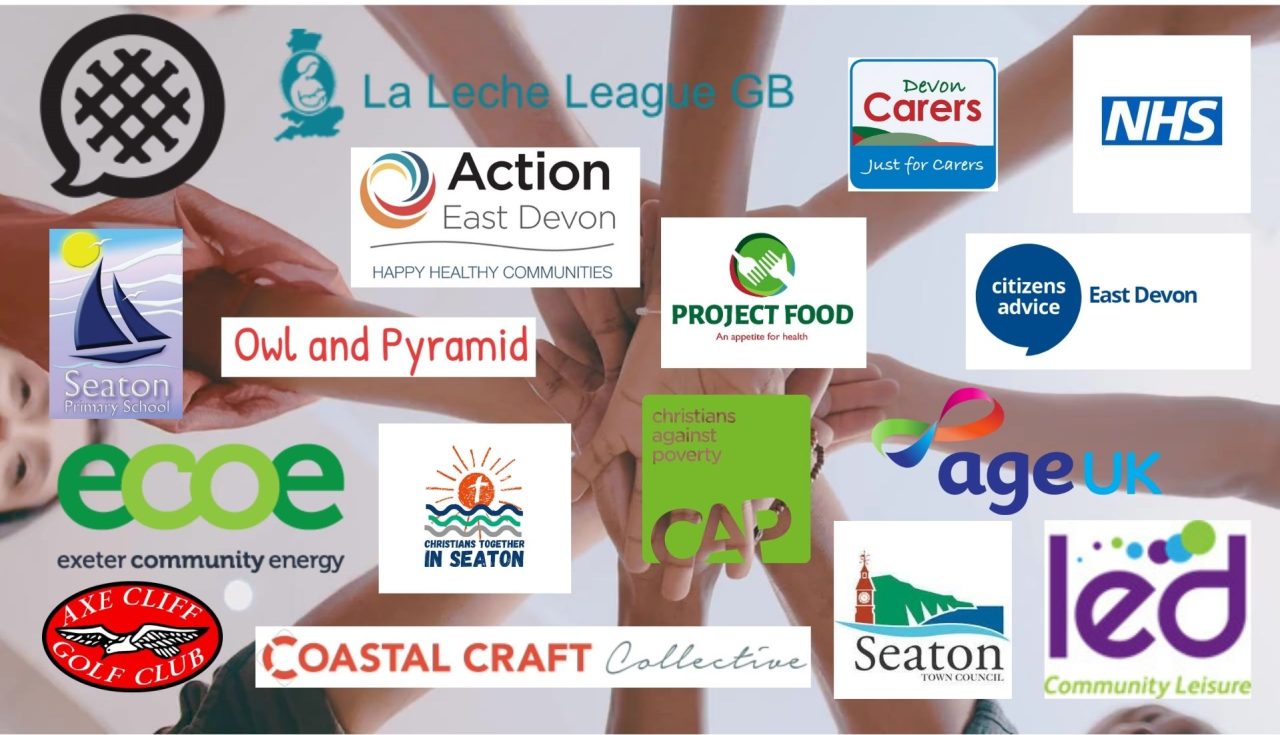 La Leche League GB
Devon
Carers
Just for Carers
NHS
Action
East Devon
HAPPY HEALTHY COMMUNITIES
PROJECT FOOD
An appetite for health
citizens
advice
East Devon
Seaton
Primary School
Owl and Pyramid
christians
against
poverty
CAP
age UK
ecoe
exeter community energy
CHRISTIANS TOGETHER
IN SEATON
AXE CLIFF
GOLF CLUB
COASTAL CRAFT Collective
Seaton
TOWN COUNCIL
led
Community Leisure